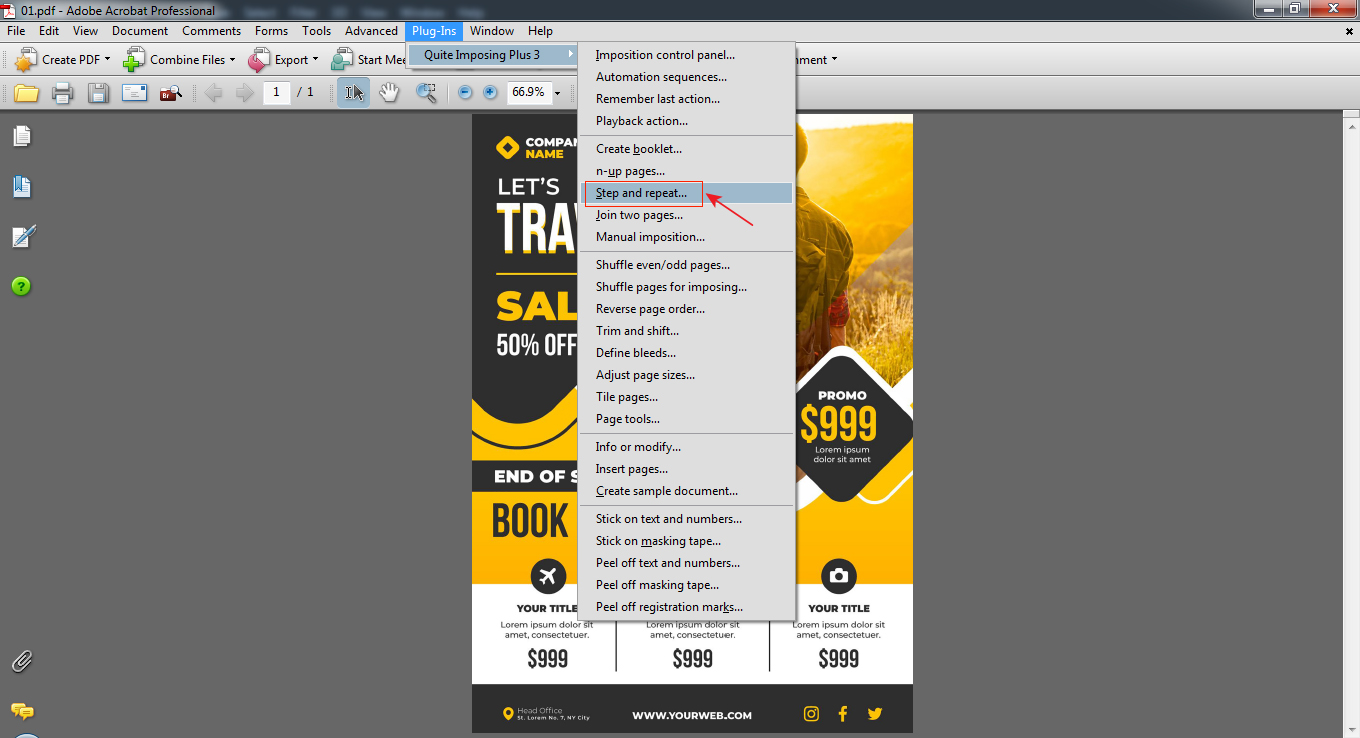 01.pdf - Adobe Acrobat Professional
File Edit View Document Comments Forms Tools Advanced Plug-Ins Window Help
Create PDF Combine Files Export Start Mee
1 / 1 66.9%
Quite Imposing Plus 3
Imposition control panel...
Automation sequences...
Remember last action...
Playback action...
Create booklet...
n-up pages...
Step and repeat...
Join two pages...
Manual imposition...
Shuffle even/odd pages...
Shuffle pages for imposing...
Reverse page order...
Trim and shift...
Define bleeds...
Adjust page sizes...
Tile pages...
Page tools...
Info or modify...
Insert pages...
Create sample document...
Stick on text and numbers...
Stick on masking tape...
Peel off text and numbers...
Peel off masking tape...
Peel off registration marks...
COMPAN
NAME
LET'S
TRA
SAL
50% OFF
PROMO
$999
Lorem ipsum
dolor sit amet
END OF S
BOOK
YOUR TITLE
Lorem ipsum dolor sit
amet, consectetuer.
$999
Lorem ipsum dolor sit
amet, consectetuer.
$999
YOUR TITLE
Lorem ipsum dolor sit
amet, consectetuer.
$999
Head Office
St. Lorem No. 7, NY City
WWW.YOURWEB.COM